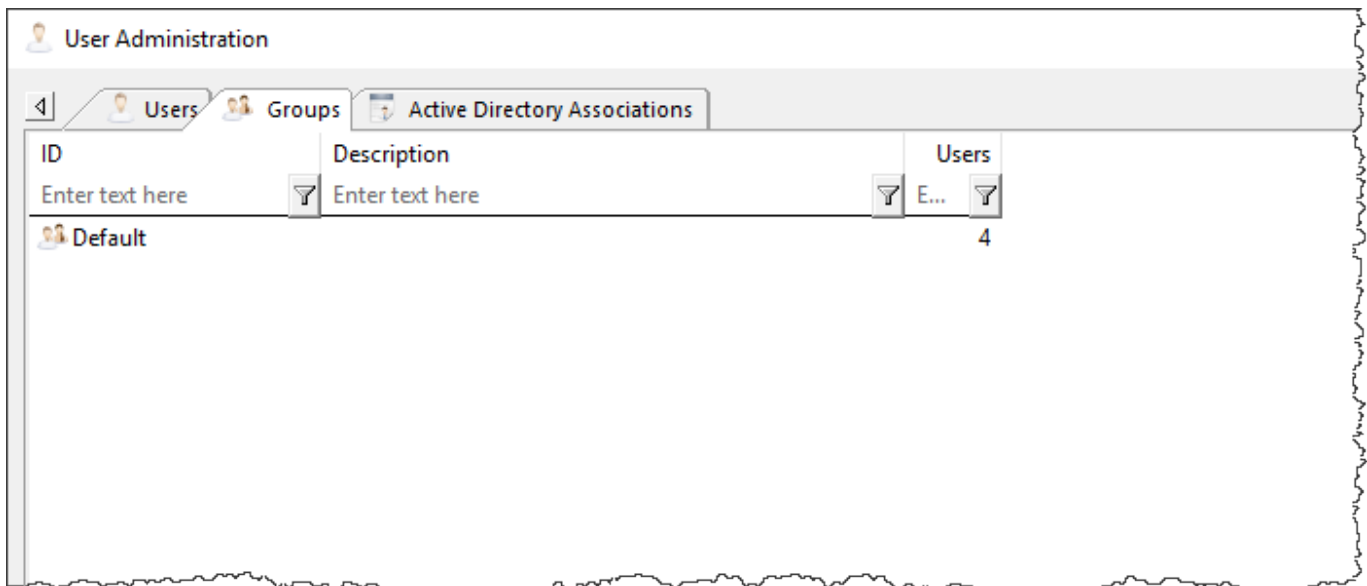 User Administration
Users Groups Active Directory Associations
ID Description Users
Enter text here Enter text here E...
Default 4